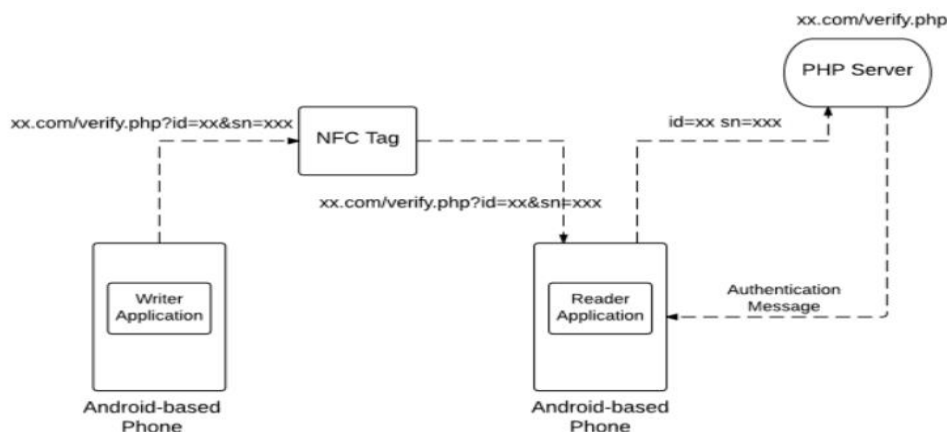 xx.com/verify.php
PHP Server
xx.com/verify.php?id=xx&sn=xxx
NFC Tag
id=xx sn=xxx
xx.com/verify.php?id=xx&sn=xxx
Writer
Application
Reader
Application
Authentication
Message
Android-based
Phone
Android-based
Phone